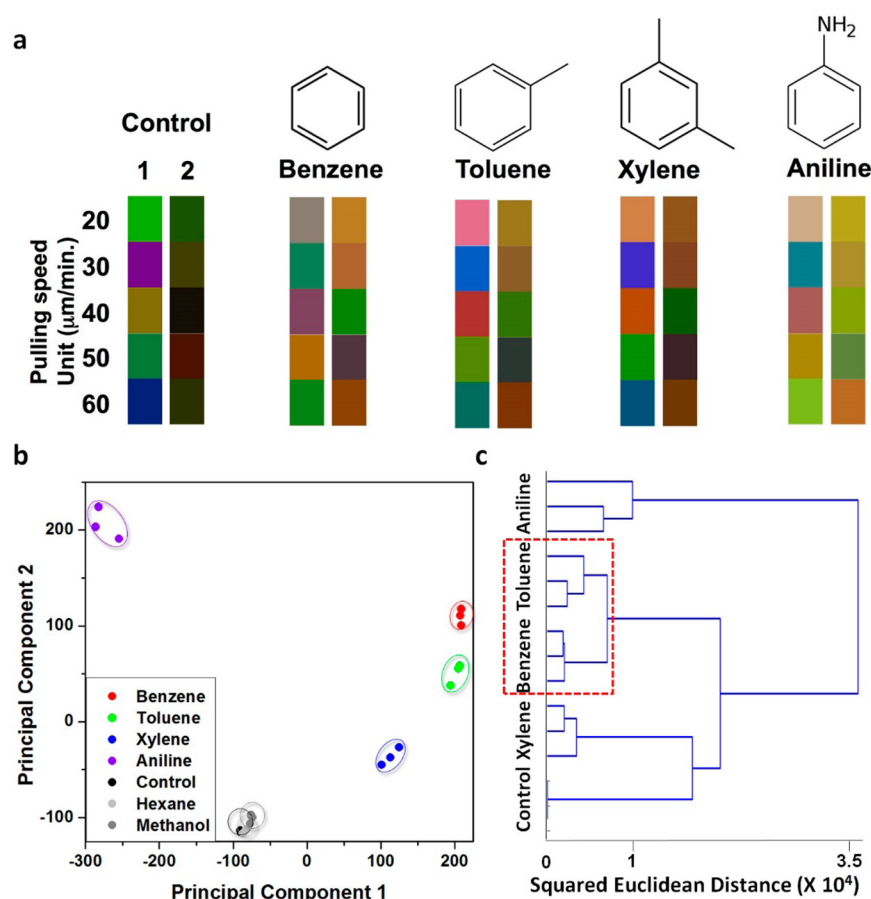 a
NH2
Control
Benzene
Toluene
Xylene
Aniline
1 2
Pulling speed
Unit (μm/min.)
20
30
40
50
60
b
Principal Component 2
200
100
0
-100
Benzene
Toluene
Xylene
Aniline
Control
Hexane
Methanol
-300 -200 -100 0 100 200
Principal Component 1
c
Aniline
Toluene
Benzene
Xylene
Control
0 1 3.5
Squared Euclidean Distance (X 10⁴)